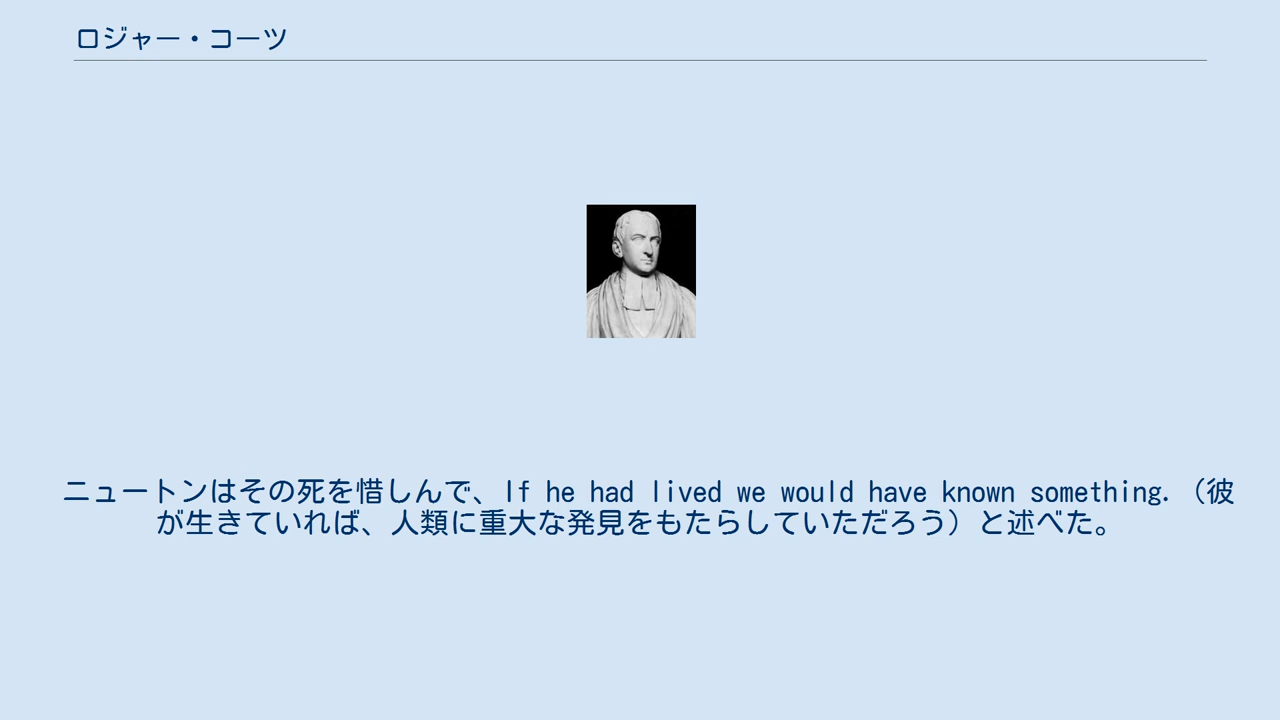 ロジャー・コーツ
ニュートンはその死を惜しんで、If he had lived we would have known something.（彼
が生きていれば、人類に重大な発見をもたらしていただろう）と述べた。